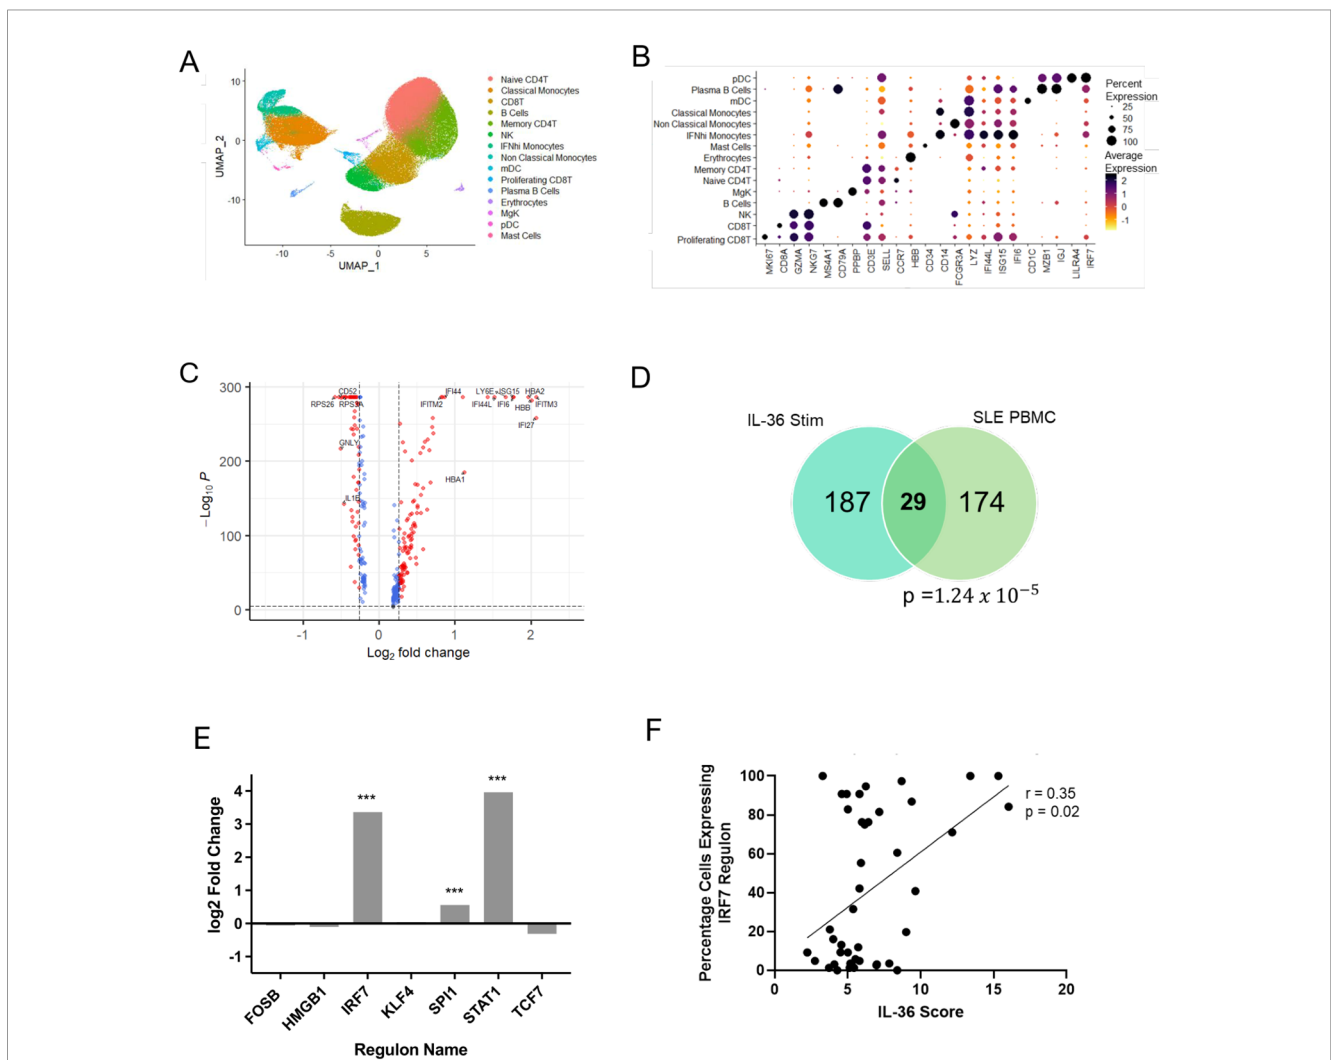 A
10
0
-10
UMAP_2
-10
-5
0
5
UMAP_1
Naive CD4T
Classical Monocytes
CD8T
B Cells
Memory CD4T
NK
IFNhi Monocytes
Non Classical Monocytes
mDC
Proliferating CD8T
Plasma B Cells
Erythrocytes
MgK
pDC
Mast Cells
B
pDC
Plasma B Cells
mDC
Classical Monocytes
Non Classical Monocytes
IFNhi Monocytes
Mast Cells
Erythrocytes
Memory CD4T
Naive CD4T
MgK
B Cells
NK
CD8T
Proliferating CD8T
MKI67
CD8A
GZMA
NKG7
MS4A1
CD79A
PPBP
CD3E
SELL
CCR7
HBB
CD34
CD14
FCGR3A
LYZ
IFI44L
ISG15
IFI6
CD1C
MZB1
IGJ
LILRA4
IRF7
Percent
Expression
25
50
75
100
Average
Expression
2
1
0
-1
C
300
200
100
0
−Log10 P
-1
0
1
2
Log2 fold change
CD52
RPS26
RPS3A
GNLY
IL1B
IFI44
IFITM2
LY6E
ISG15
HBA2
IFI44L
IFI6
HBB
IFITM3
IFI27
HBA1
D
IL-36 Stim
SLE PBMC
187
29
174
p =1.24 x 10−5
E
log2 Fold Change
4
3
2
1
0
-1
***
***
***
FOSB
HMGB1
IRF7
KLF4
SPI1
STAT1
TCF7
Regulon Name
F
Percentage Cells Expressing
IRF7 Regulon
100
80
60
40
20
0
0
5
10
15
20
IL-36 Score
r = 0.35
p = 0.02